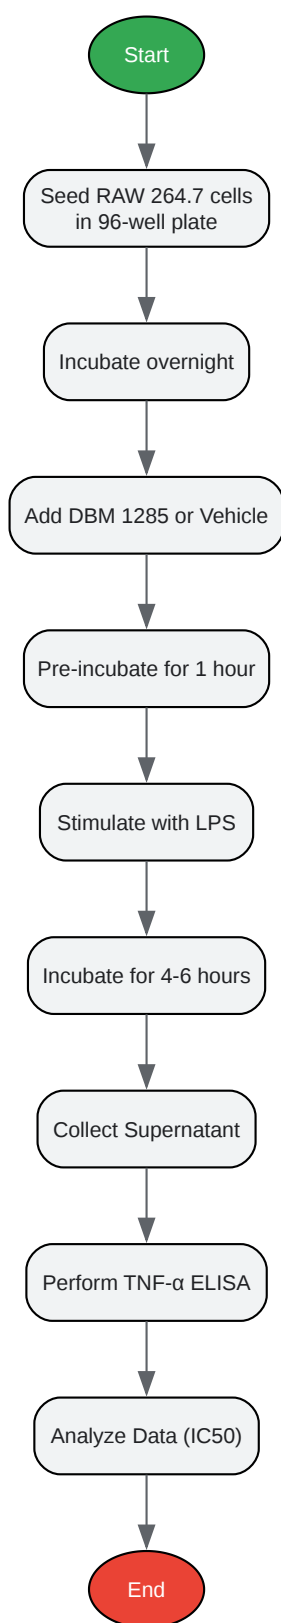 Start
Seed RAW 264.7 cells
in 96-well plate
Incubate overnight
Add DBM 1285 or Vehicle
Pre-incubate for 1 hour
Stimulate with LPS
Incubate for 4-6 hours
Collect Supernatant
Perform TNF-α ELISA
Analyze Data (IC50)
End